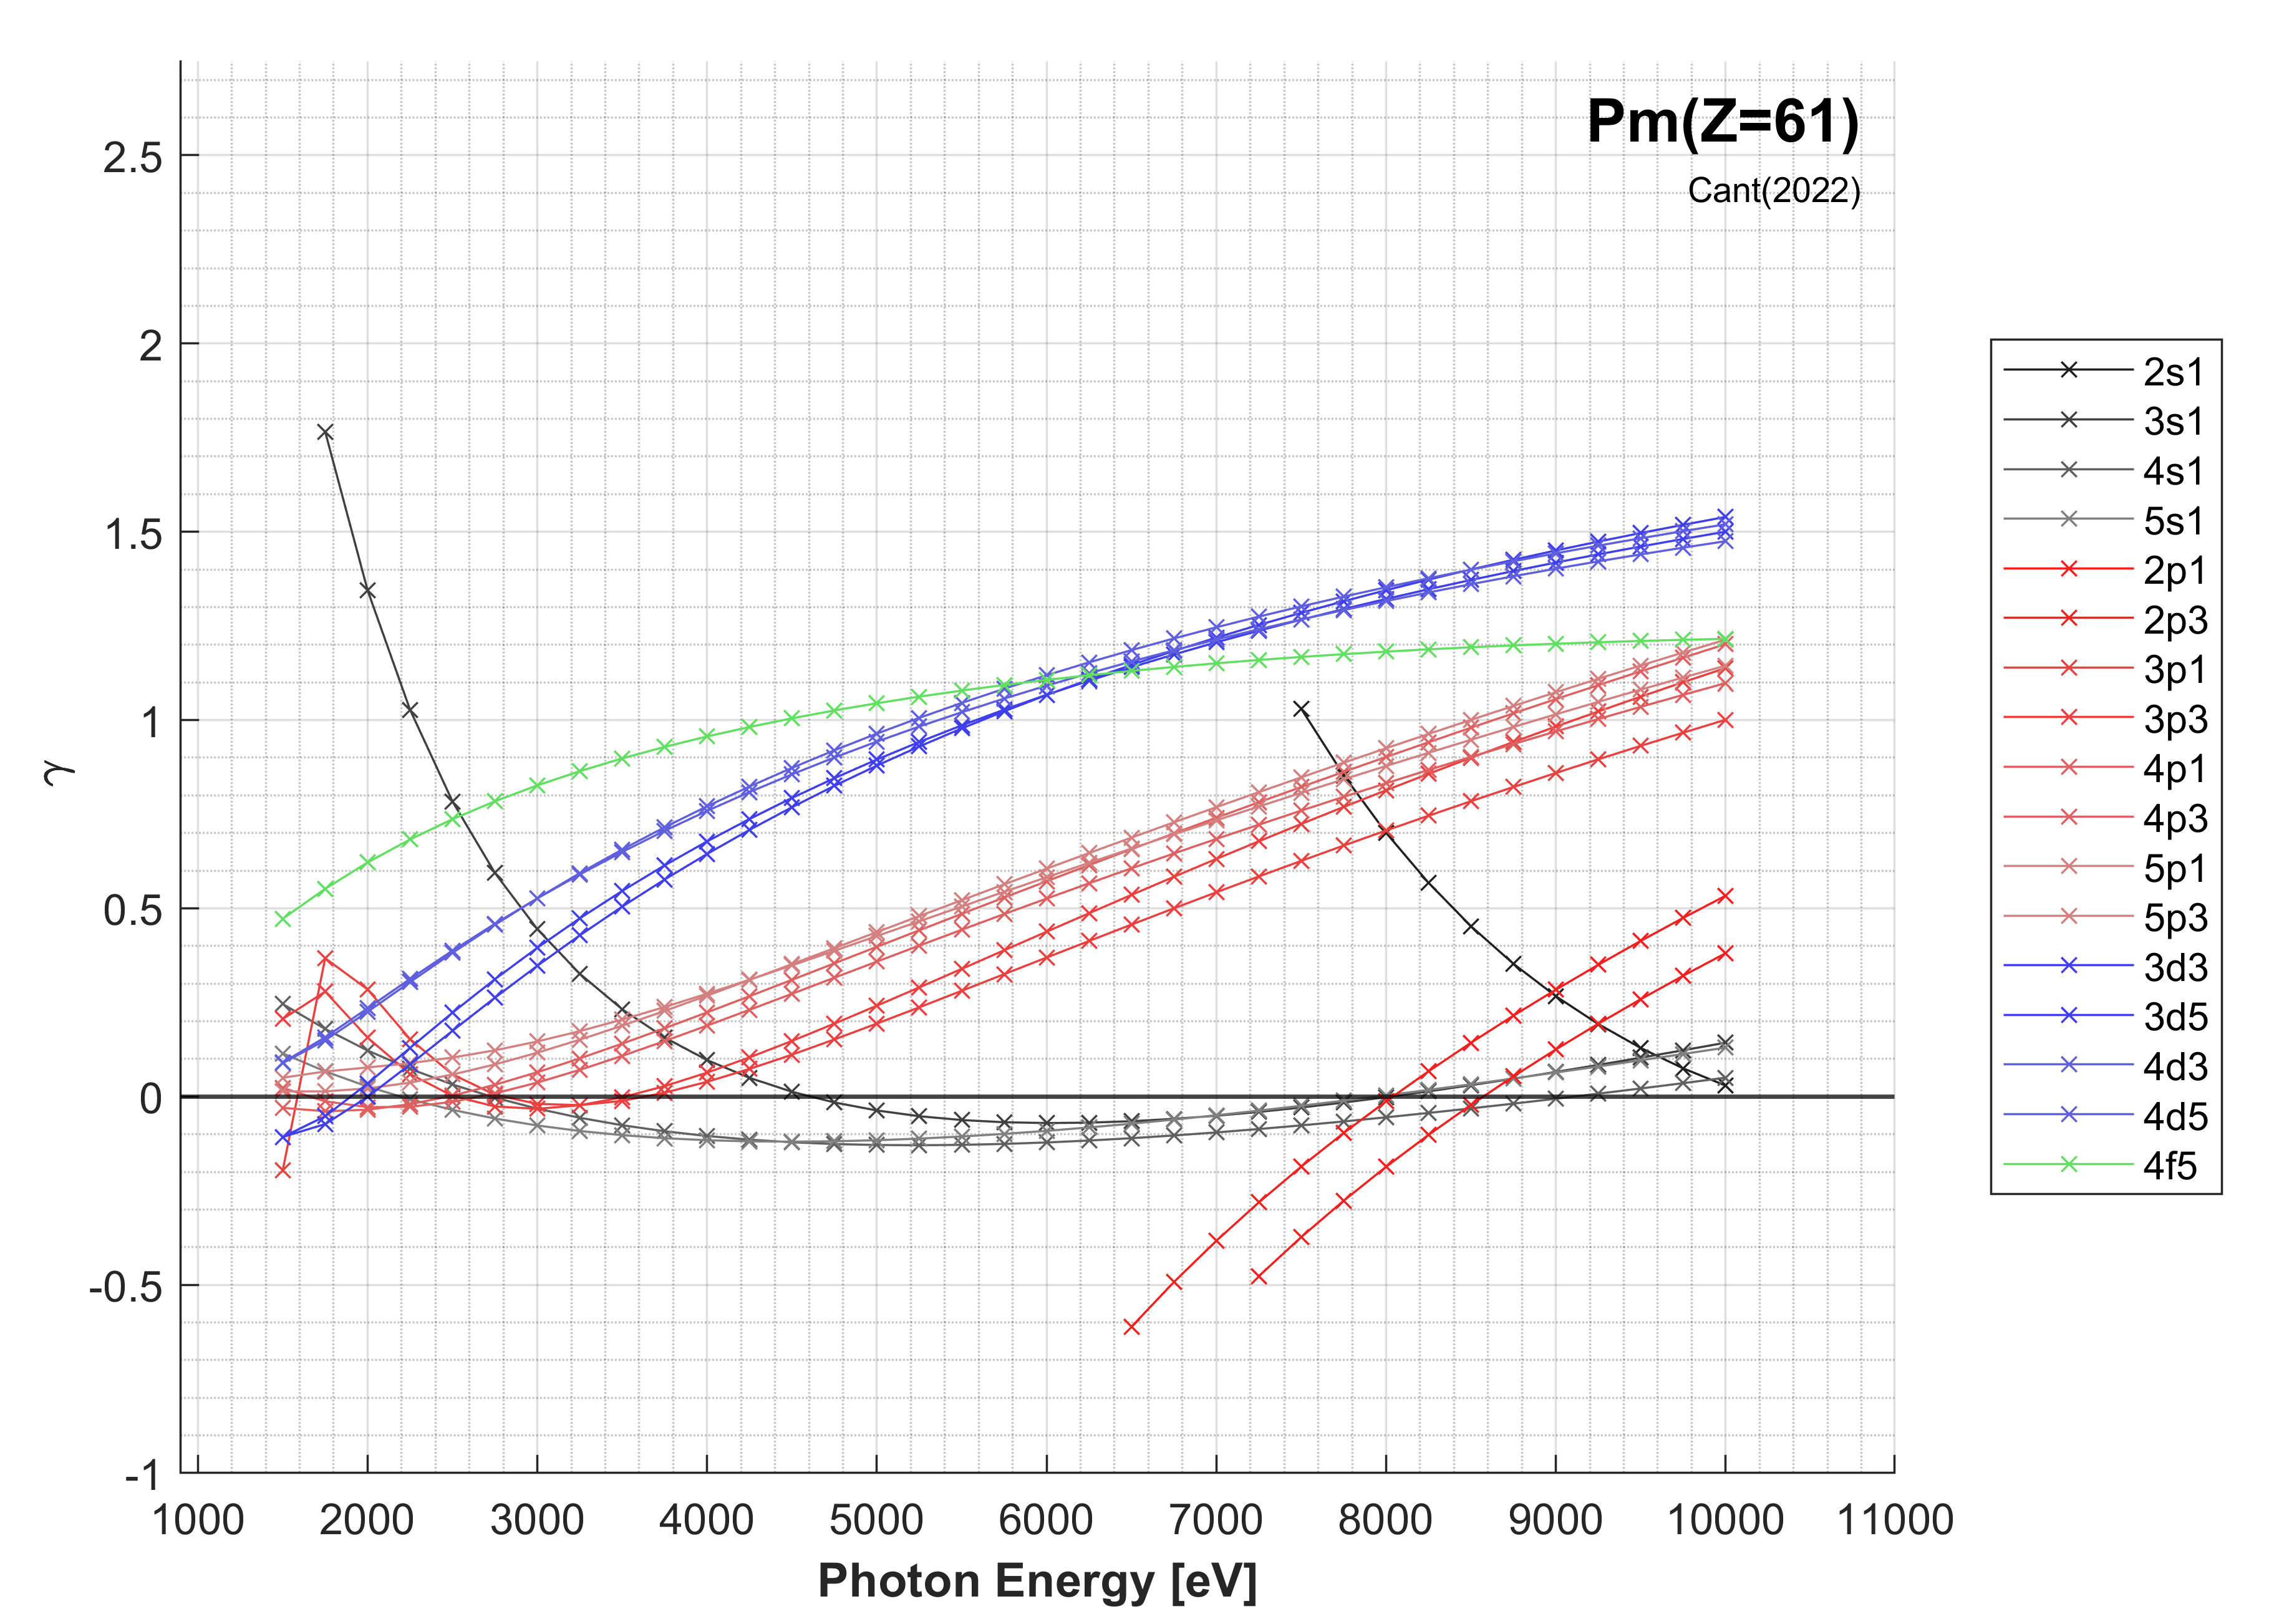 Pm(Z=61)
Cant(2022)
2.5
2
1.5
1
0.5
0
-0.5
-1
γ
1000 2000 3000 4000 5000 6000 7000 8000 9000 10000 11000
Photon Energy [eV]
2s1
3s1
4s1
5s1
2p1
2p3
3p1
3p3
4p1
4p3
5p1
5p3
3d3
3d5
4d3
4d5
4f5